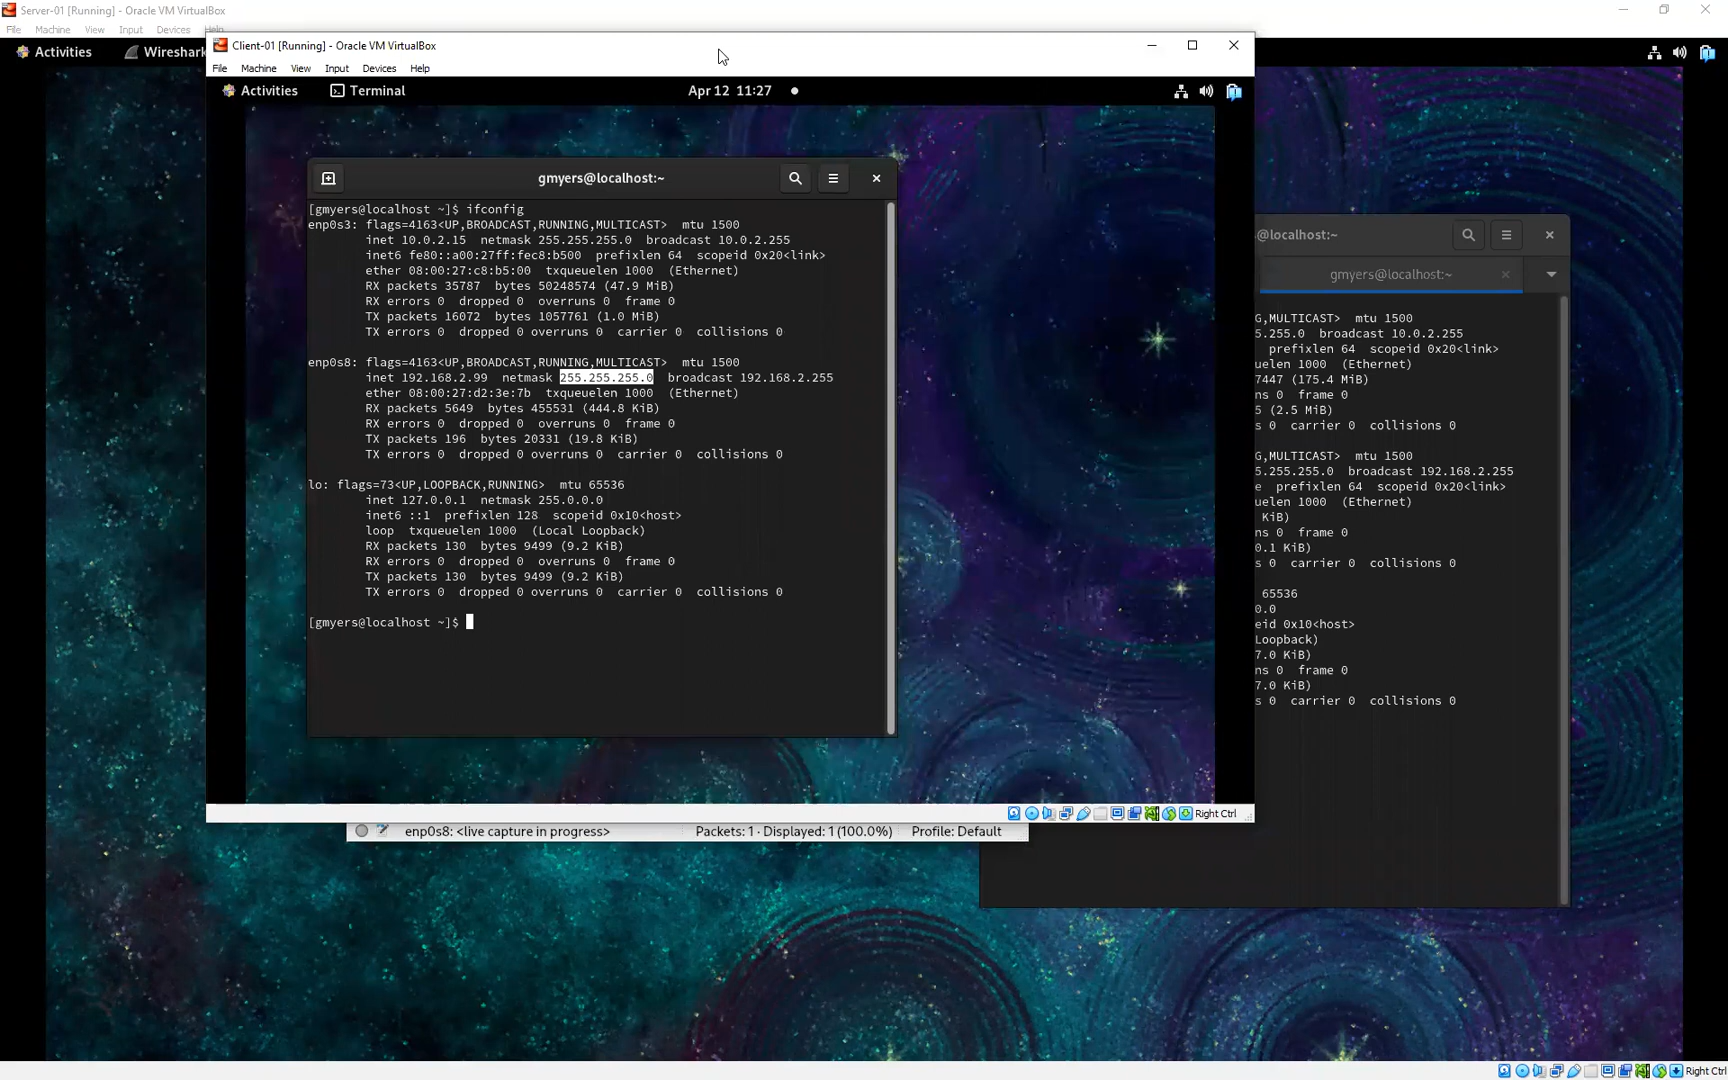 Server-01 [Running] - Oracle VM VirtualBox
File Machine View Input Devices Help
Activities Wireshark
Client-01 [Running] - Oracle VM VirtualBox
File Machine View Input Devices Help
Activities Terminal Apr 12 11:27
gmyers@localhost:~
[gmyers@localhost ~]$ ifconfig
enp0s3: flags=4163<UP,BROADCAST,RUNNING,MULTICAST> mtu 1500
inet 10.0.2.15 netmask 255.255.255.0 broadcast 10.0.2.255
inet6 fe80::a00:27ff:fec8:b500 prefixlen 64 scopeid 0x20<link>
ether 08:00:27:c8:b5:00 txqueuelen 1000 (Ethernet)
RX packets 35787 bytes 50248574 (47.9 MiB)
RX errors 0 dropped 0 overruns 0 frame 0
TX packets 16072 bytes 1057761 (1.0 MiB)
TX errors 0 dropped 0 overruns 0 carrier 0 collisions 0
enp0s8: flags=4163<UP,BROADCAST,RUNNING,MULTICAST> mtu 1500
inet 192.168.2.99 netmask 255.255.255.0 broadcast 192.168.2.255
ether 08:00:27:d2:3e:7b txqueuelen 1000 (Ethernet)
RX packets 5649 bytes 455531 (444.8 KiB)
RX errors 0 dropped 0 overruns 0 frame 0
TX packets 196 bytes 20331 (19.8 KiB)
TX errors 0 dropped 0 overruns 0 carrier 0 collisions 0
lo: flags=73<UP,LOOPBACK,RUNNING> mtu 65536
inet 127.0.0.1 netmask 255.0.0.0
inet6 ::1 prefixlen 128 scopeid 0x10<host>
loop txqueuelen 1000 (Local Loopback)
RX packets 130 bytes 9499 (9.2 KiB)
RX errors 0 dropped 0 overruns 0 frame 0
TX packets 130 bytes 9499 (9.2 KiB)
TX errors 0 dropped 0 overruns 0 carrier 0 collisions 0
[gmyers@localhost ~]$
Right Ctrl
enp0s8: <live capture in progress> Packets: 1 · Displayed: 1 (100.0%) Profile: Default
@localhost:~
gmyers@localhost:~
G,MULTICAST> mtu 1500
5.255.0 broadcast 10.0.2.255
prefixlen 64 scopeid 0x20<link>
uelen 1000 (Ethernet)
7447 (175.4 MiB)
ns 0 frame 0
5 (2.5 MiB)
s 0 carrier 0 collisions 0
G,MULTICAST> mtu 1500
5.255.255.0 broadcast 192.168.2.255
e prefixlen 64 scopeid 0x20<link>
uelen 1000 (Ethernet)
KiB)
ns 0 frame 0
0.1 KiB)
s 0 carrier 0 collisions 0
65536
0.0
eid 0x10<host>
Loopback)
7.0 KiB)
ns 0 frame 0
7.0 KiB)
s 0 carrier 0 collisions 0
Right Ctrl